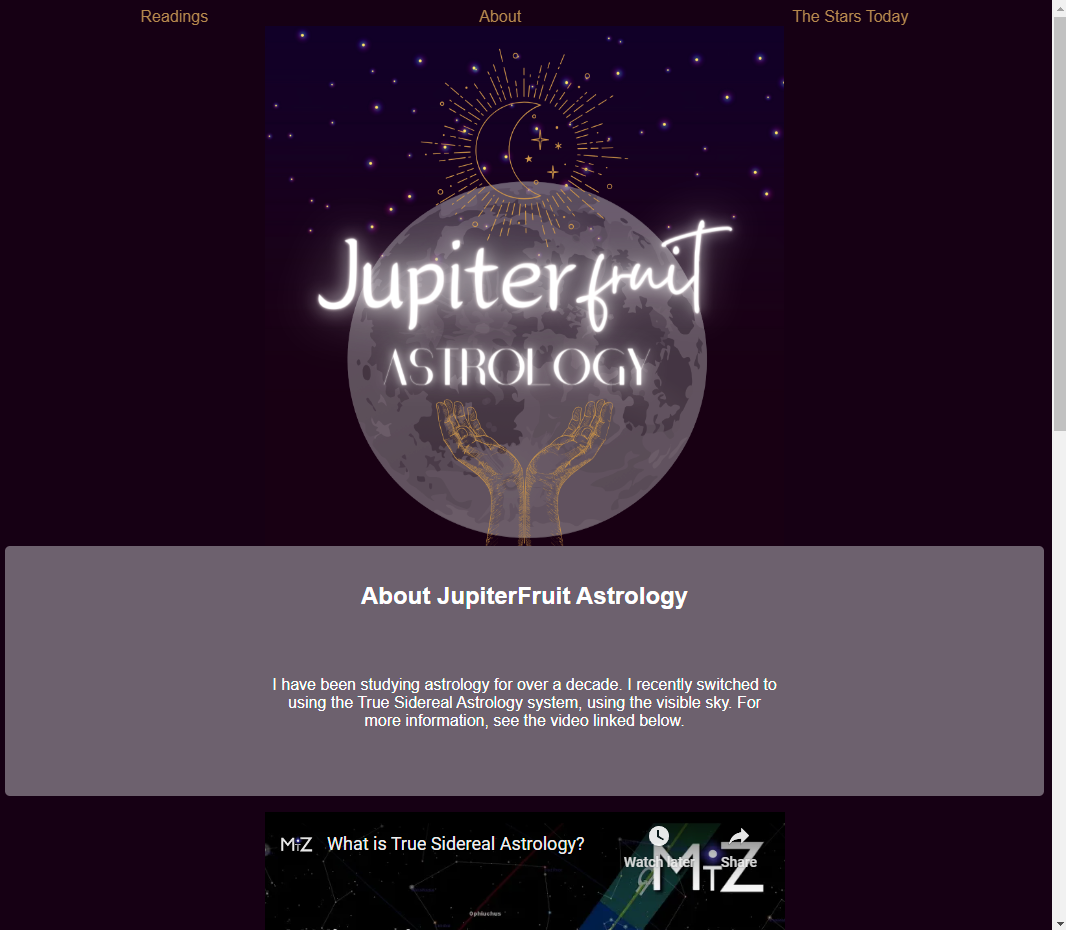 Readings About The Stars Today
Jupiterfruit
ASTROLOGY
About JupiterFruit Astrology
I have been studying astrology for over a decade. I recently switched to
using the True Sidereal Astrology system, using the visible sky. For
more information, see the video linked below.
MTZ What is True Sidereal Astrology?
Watch later Share
MTZ
Ophiuchus